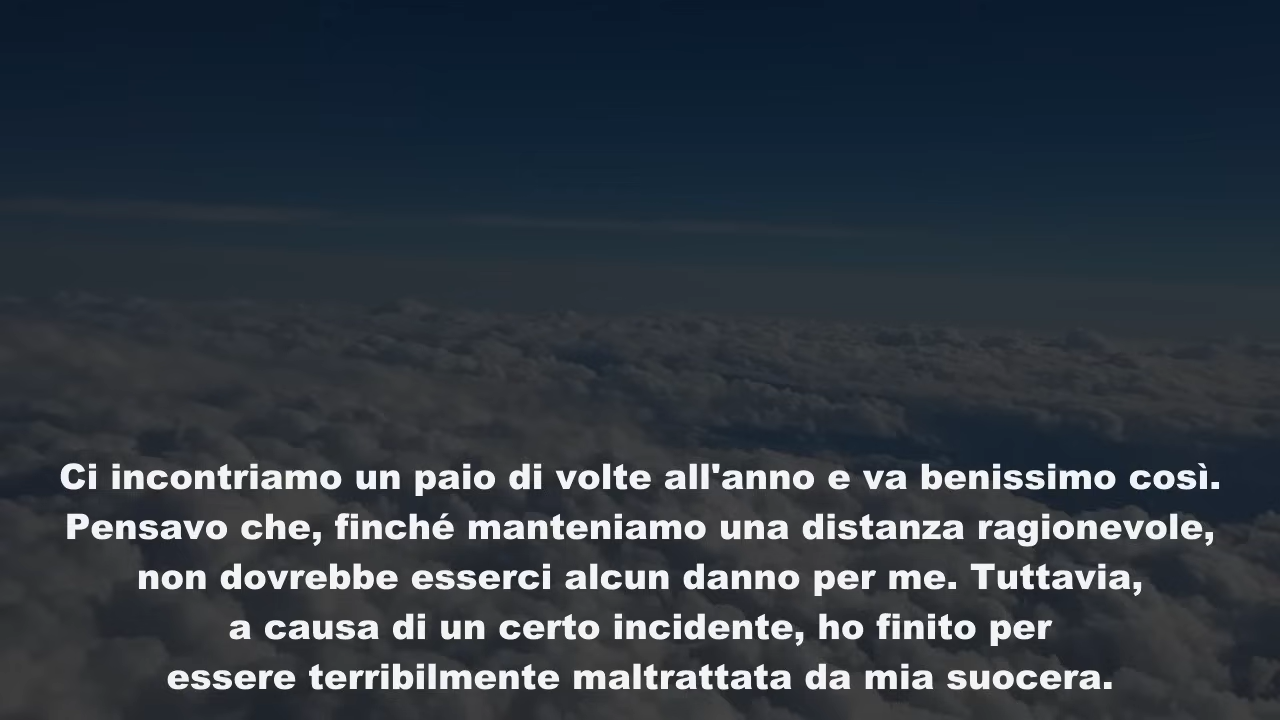 Ci incontriamo un paio di volte all'anno e va benissimo così.
Pensavo che, finché manteniamo una distanza ragionevole,
non dovrebbe esserci alcun danno per me. Tuttavia,
a causa di un certo incidente, ho finito per
essere terribilmente maltrattata da mia suocera.